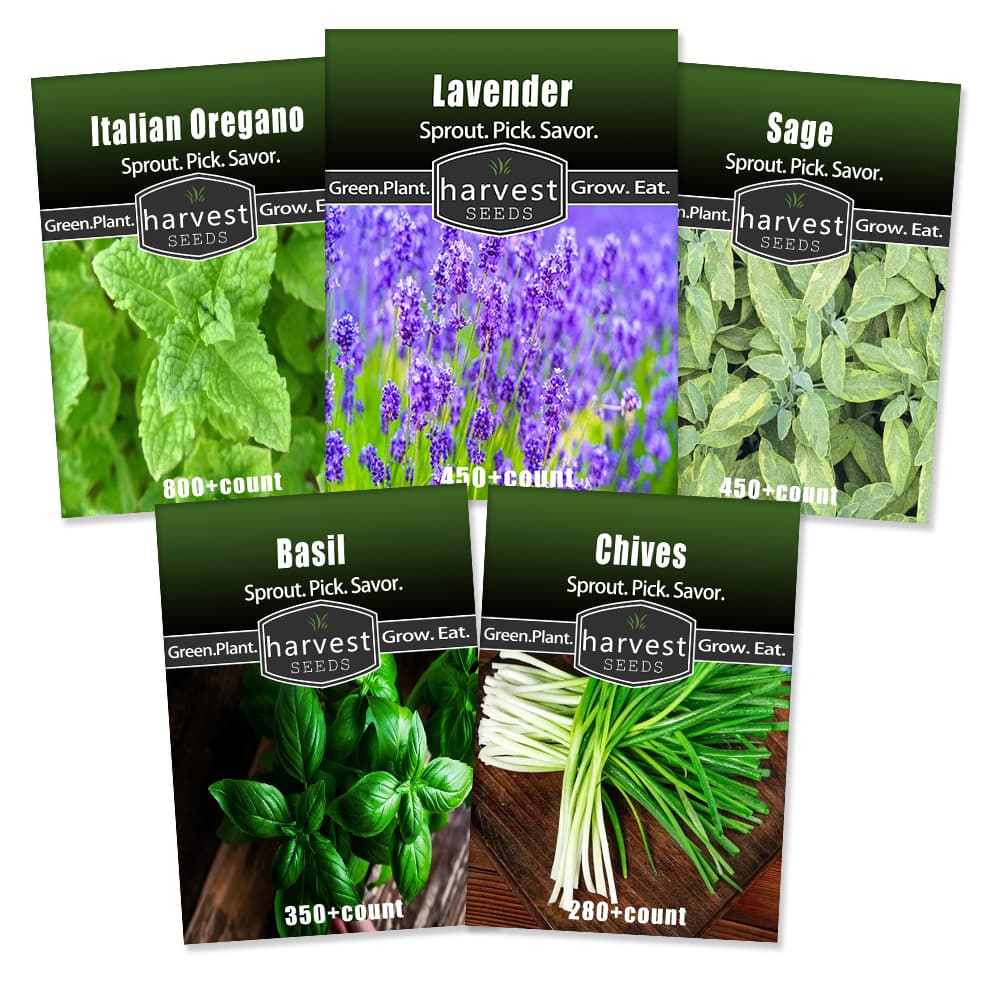 Italian Oregano
Sprout. Pick. Savor.
Green.Plant.
harvest
SEEDS
Grow. E
800+count
Lavender
Sprout. Pick. Savor.
Green.Plant.
harvest
SEEDS
Grow. Eat.
450+count
Sage
Sprout. Pick. Savor.
n.Plant.
harvest
SEEDS
Grow. Eat.
450+count
Basil
Sprout. Pick. Savor.
Green.Plant.
harvest
SEEDS
Grow. Eat.
350+count
Chives
Sprout. Pick. Savor.
Green.Plant.
harvest
SEEDS
Grow. Eat.
280+count